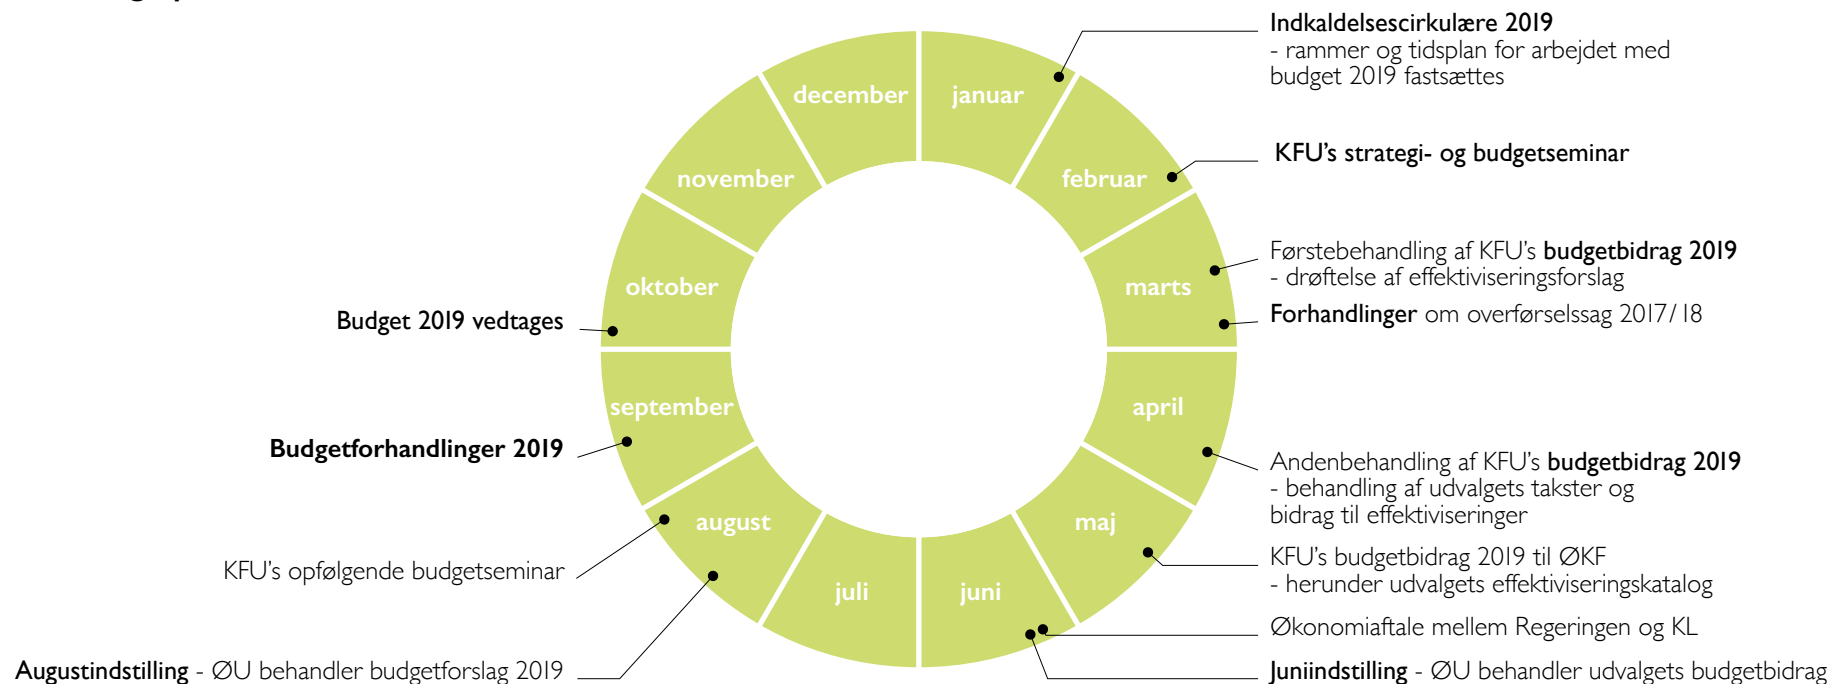 Indkaldelsescirkulære 2019
- rammer og tidsplan for arbejdet med
budget 2019 fastsættes
KFU's strategi- og budgetseminar
Førstebehandling af KFU's budgetbidrag 2019
- drøftelse af effektiviseringsforslag
Forhandlinger om overførselssag 2017/18
Andenbehandling af KFU's budgetbidrag 2019
- behandling af udvalgets takster og
bidrag til effektiviseringer
KFU's budgetbidrag 2019 til ØKF
- herunder udvalgets effektiviseringskatalog
Økonomiaftale mellem Regeringen og KL
Juniindstilling - ØU behandler udvalgets budgetbidrag
januar
februar
marts
april
maj
juni
juli
august
september
oktober
november
december
Budget 2019 vedtages
Budgetforhandlinger 2019
KFU's opfølgende budgetseminar
Augustindstilling - ØU behandler budgetforslag 2019